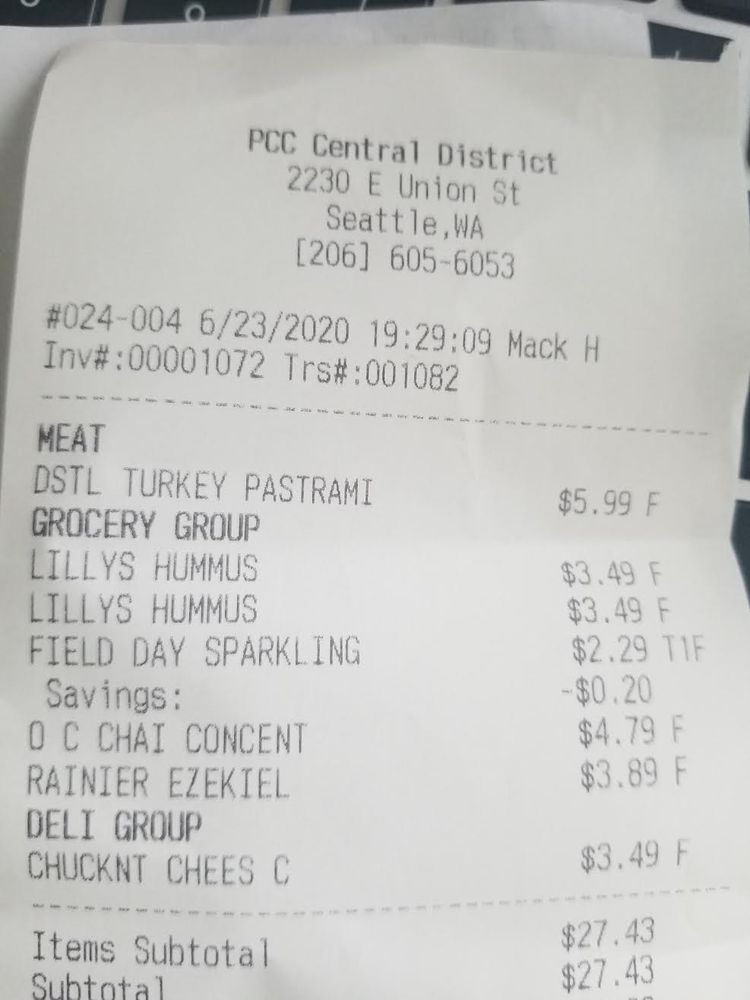 PCC Central District
2230 E Union St
Seattle,WA
[206] 605-6053
#024-004 6/23/2020 19:29:09 Mack H
Inv#:00001072 Trs#:001082
MEAT
DSTL TURKEY PASTRAMI $5.99 F
GROCERY GROUP
LILLYS HUMMUS $3.49 F
LILLYS HUMMUS $3.49 F
FIELD DAY SPARKLING $2.29 T1F
Savings: -$0.20
O C CHAI CONCENT $4.79 F
RAINIER EZEKIEL $3.89 F
DELI GROUP
CHUCKNT CHEES C $3.49 F
Items Subtotal $27.43
Subtotal $27.43